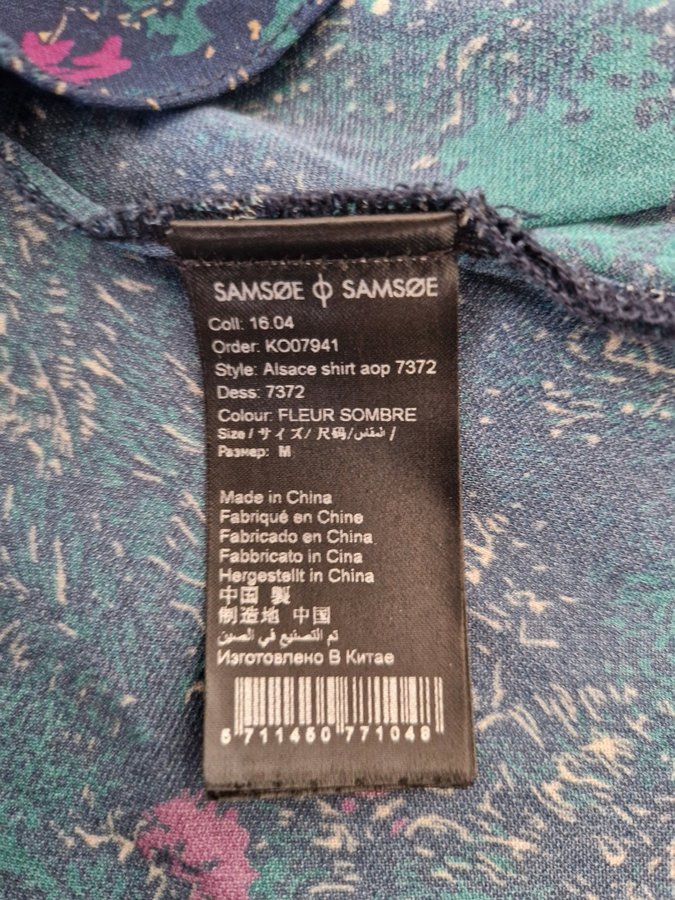 SAMSØE SAMSØE
Coll: 16.04
Order: KO07941
Style: Alsace shirt aop 7372
Dess: 7372
Colour: FLEUR SOMBRE
Size / サイズ/ 尺码/المقاس /
Размер: M
Made in China
Fabriqué en Chine
Fabricado en China
Fabbricato in Cina
Hergestellt in China
中国 製
制造地 中国
تم التصنيع في الصين
Изготовлено В Китае
5 711450 771048